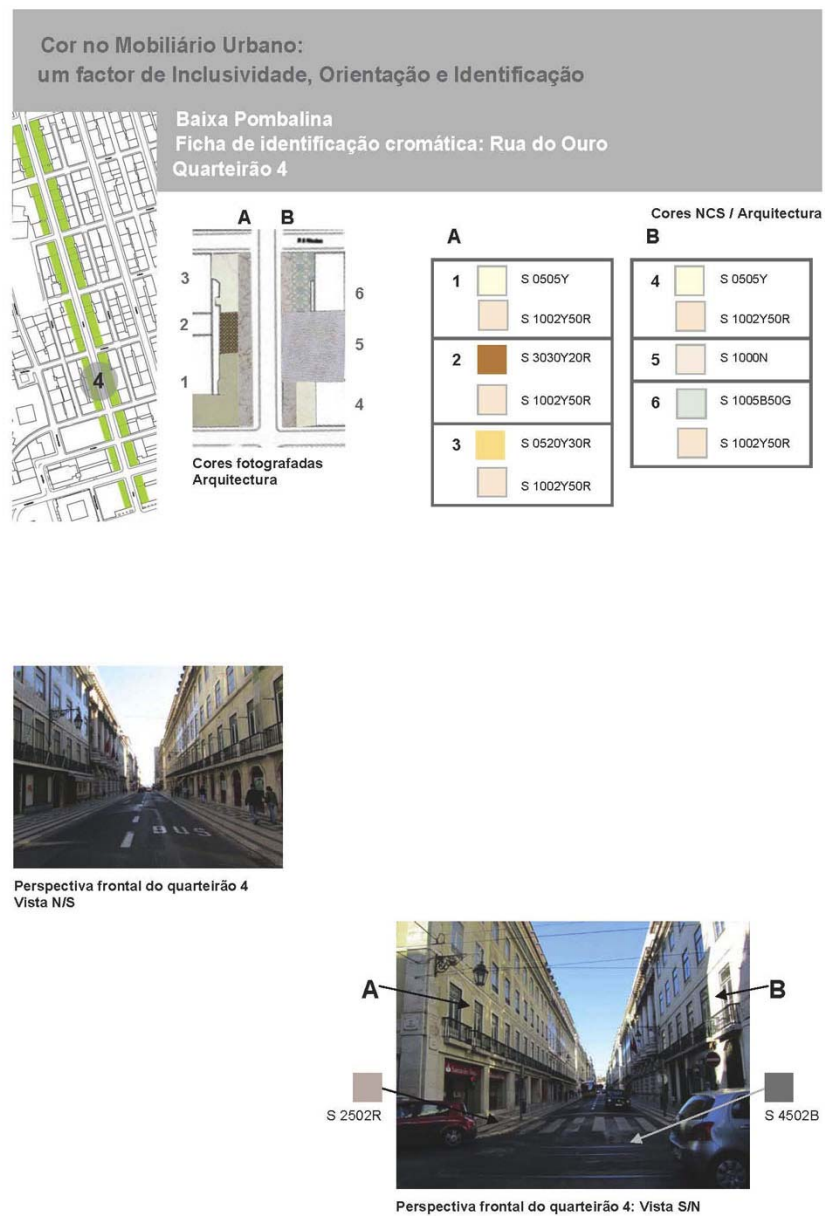 Cor no Mobiliário Urbano:
um factor de Inclusividade, Orientação e Identificação
Baixa Pombalina
Ficha de identificação cromática: Rua do Ouro
Quarteirão 4
4
A B
3
2
1
6
5
4
Cores fotografadas
Arquitectura
Cores NCS / Arquitectura
A
1 S 0505Y
S 1002Y50R
2 S 3030Y20R
S 1002Y50R
3 S 0520Y30R
S 1002Y50R
B
4 S 0505Y
S 1002Y50R
5 S 1000N
6 S 1005B50G
S 1002Y50R
BUS
Perspectiva frontal do quarteirão 4
Vista N/S
A
B
S 2502R
S 4502B
Perspectiva frontal do quarteirão 4: Vista S/N